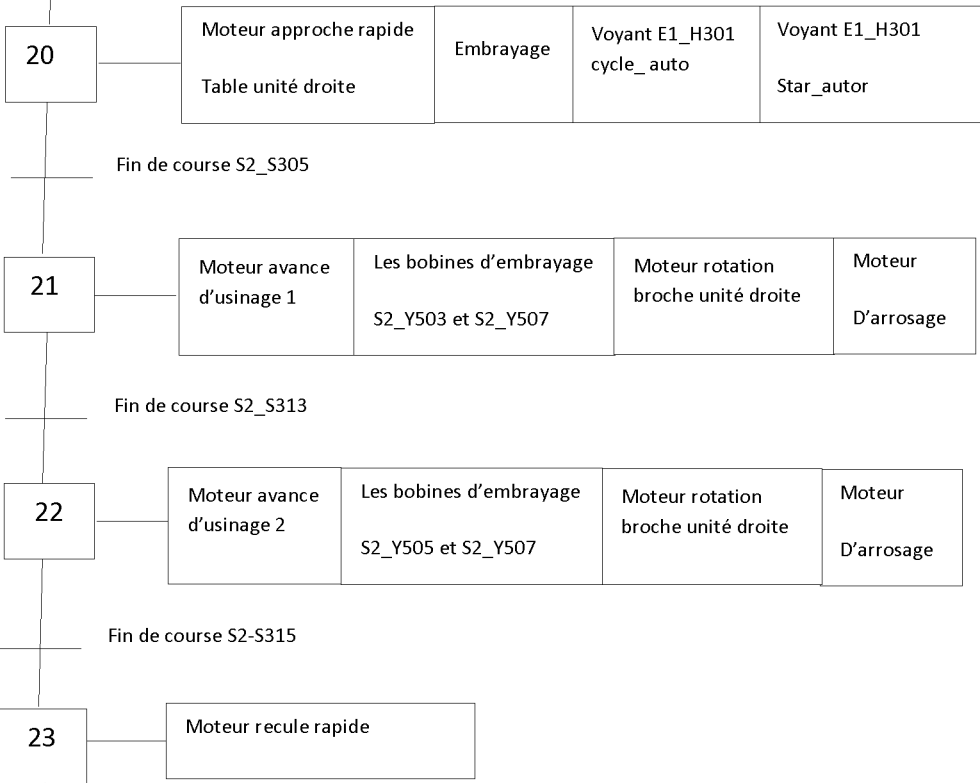 20
Moteur approche rapide
Table unité droite
Embrayage
Voyant E1_H301
cycle_ auto
Voyant E1_H301
Star_autor
Fin de course S2_S305
21
Moteur avance
d’usinage 1
Les bobines d’embrayage
S2_Y503 et S2_Y507
Moteur rotation
broche unité droite
Moteur
D’arrosage
Fin de course S2_S313
22
Moteur avance
d’usinage 2
Les bobines d’embrayage
S2_Y505 et S2_Y507
Moteur rotation
broche unité droite
Moteur
D’arrosage
Fin de course S2-S315
23
Moteur recule rapide